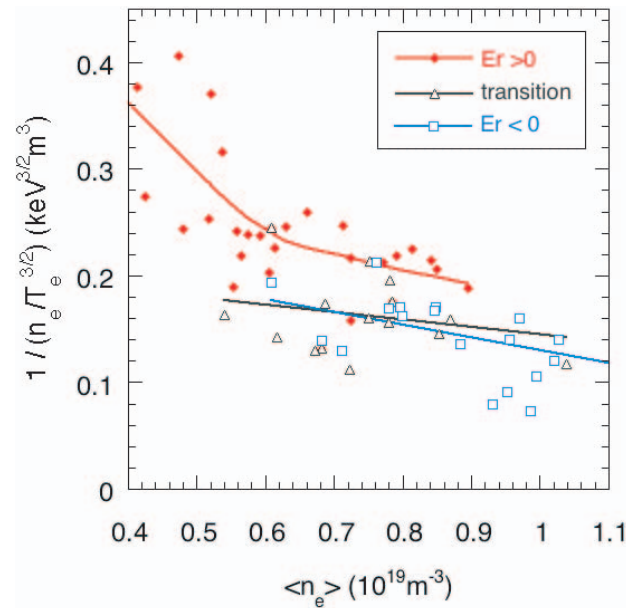 0.4
0.3
0.2
0.1
0
1 / (n_e/T_e^{3/2}) (keV^{3/2}m^3)
Er >0
transition
Er < 0
0.4 0.5 0.6 0.7 0.8 0.9 1 1.1
<n_e> (10^{19}m^{-3})